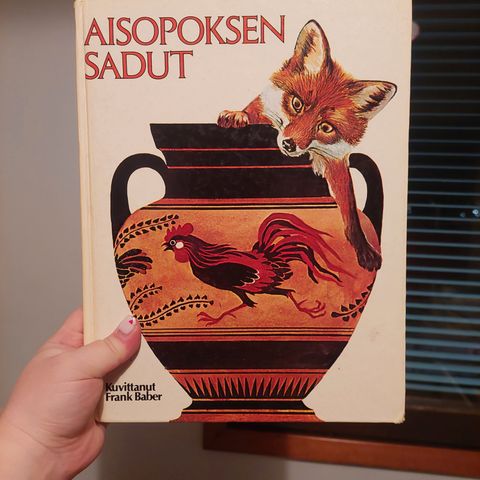 AISOPOKSEN
SADUT
Kuvittanut
Frank Baber